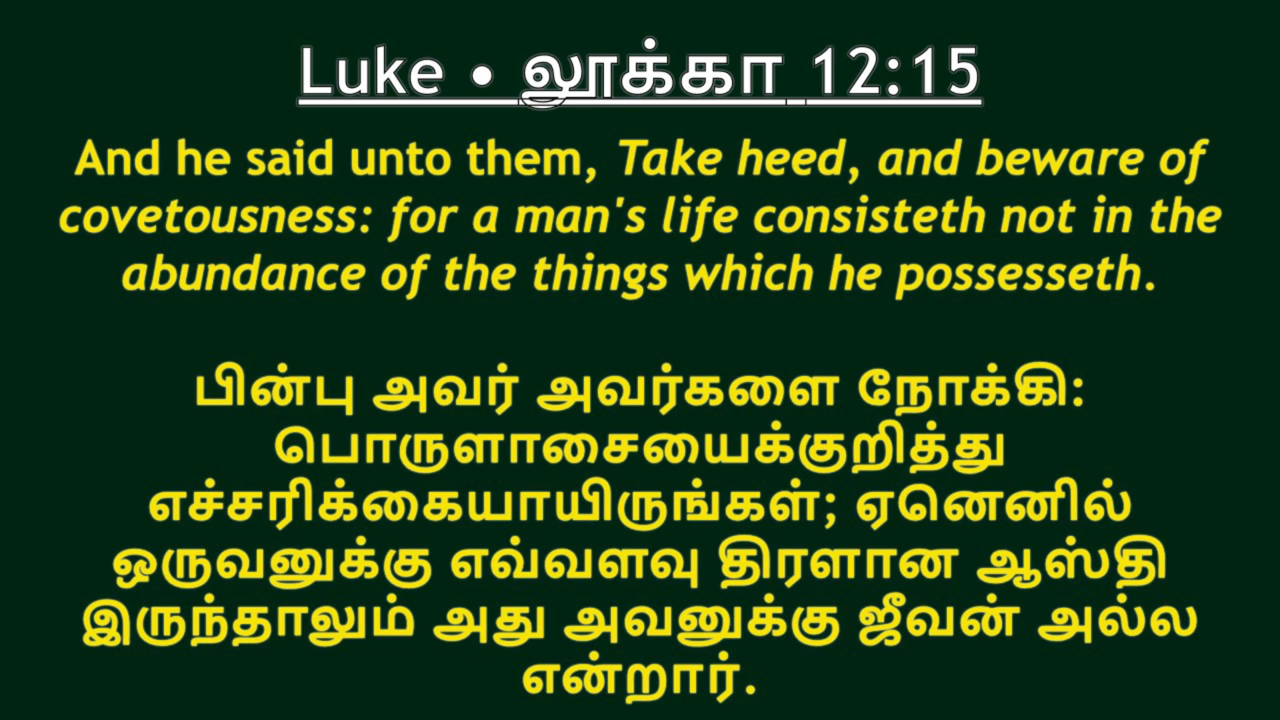 Luke • லூக்கா 12:15
And he said unto them, Take heed, and beware of
covetousness: for a man's life consisteth not in the
abundance of the things which he possesseth.
பின்பு அவர் அவர்களை நோக்கி:
பொருளாசையைக்குறித்து
எச்சரிக்கையாயிருங்கள்; ஏனெனில்
ஒருவனுக்கு எவ்வளவு திரளான ஆஸ்தி
இருந்தாலும் அது அவனுக்கு ஜீவன் அல்ல
என்றார்.